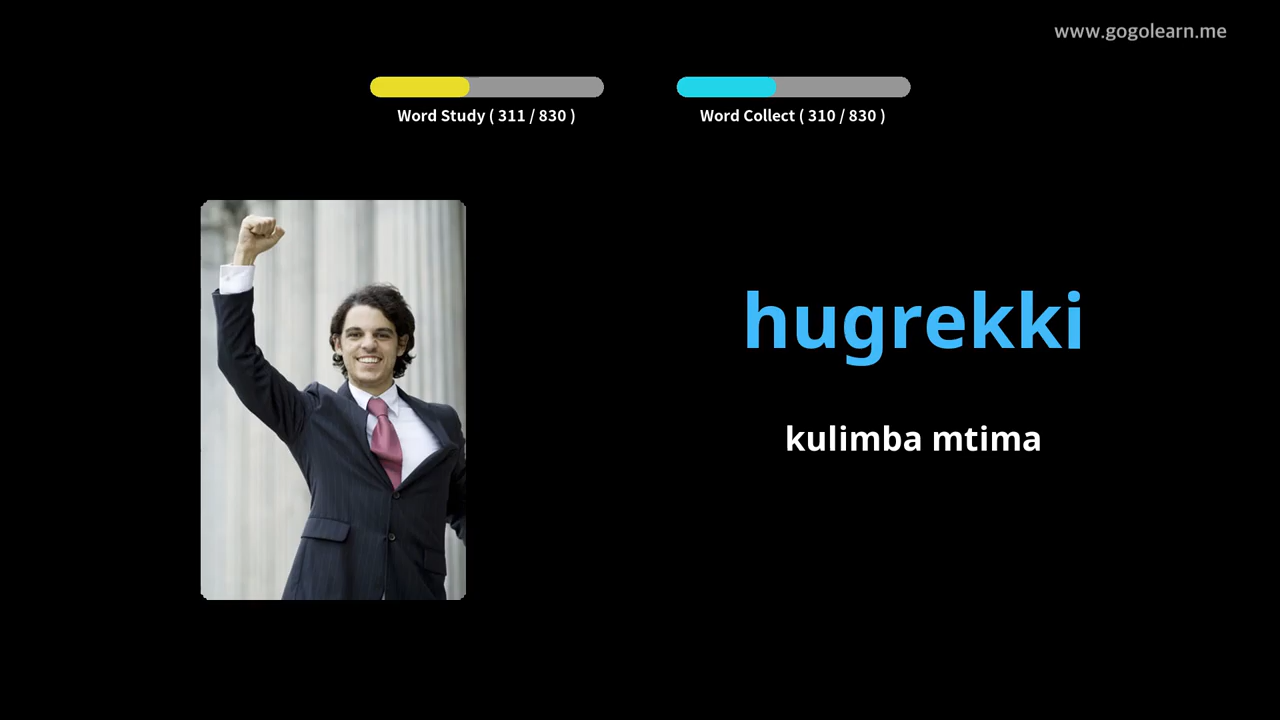 www.gogolearn.me
Word Study ( 311 / 830 )
Word Collect ( 310 / 830 )
hugrekki
kulimba mtima